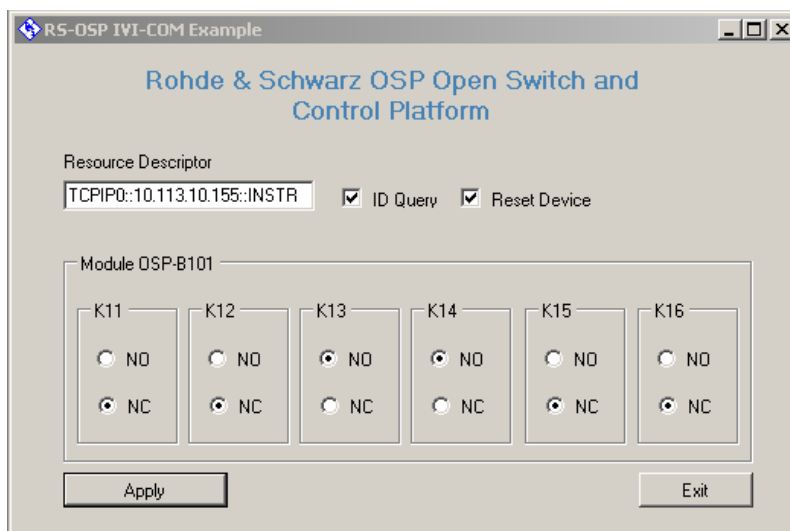 RS-OSP IVI-COM Example
Rohde & Schwarz OSP Open Switch and
Control Platform
Resource Descriptor
TCPIP0::10.113.10.155::INSTR ID Query Reset Device
Module OSP-B101
K11 K12 K13 K14 K15 K16
NO NO NO NO NO NO
NC NC NC NC NC NC
Apply Exit